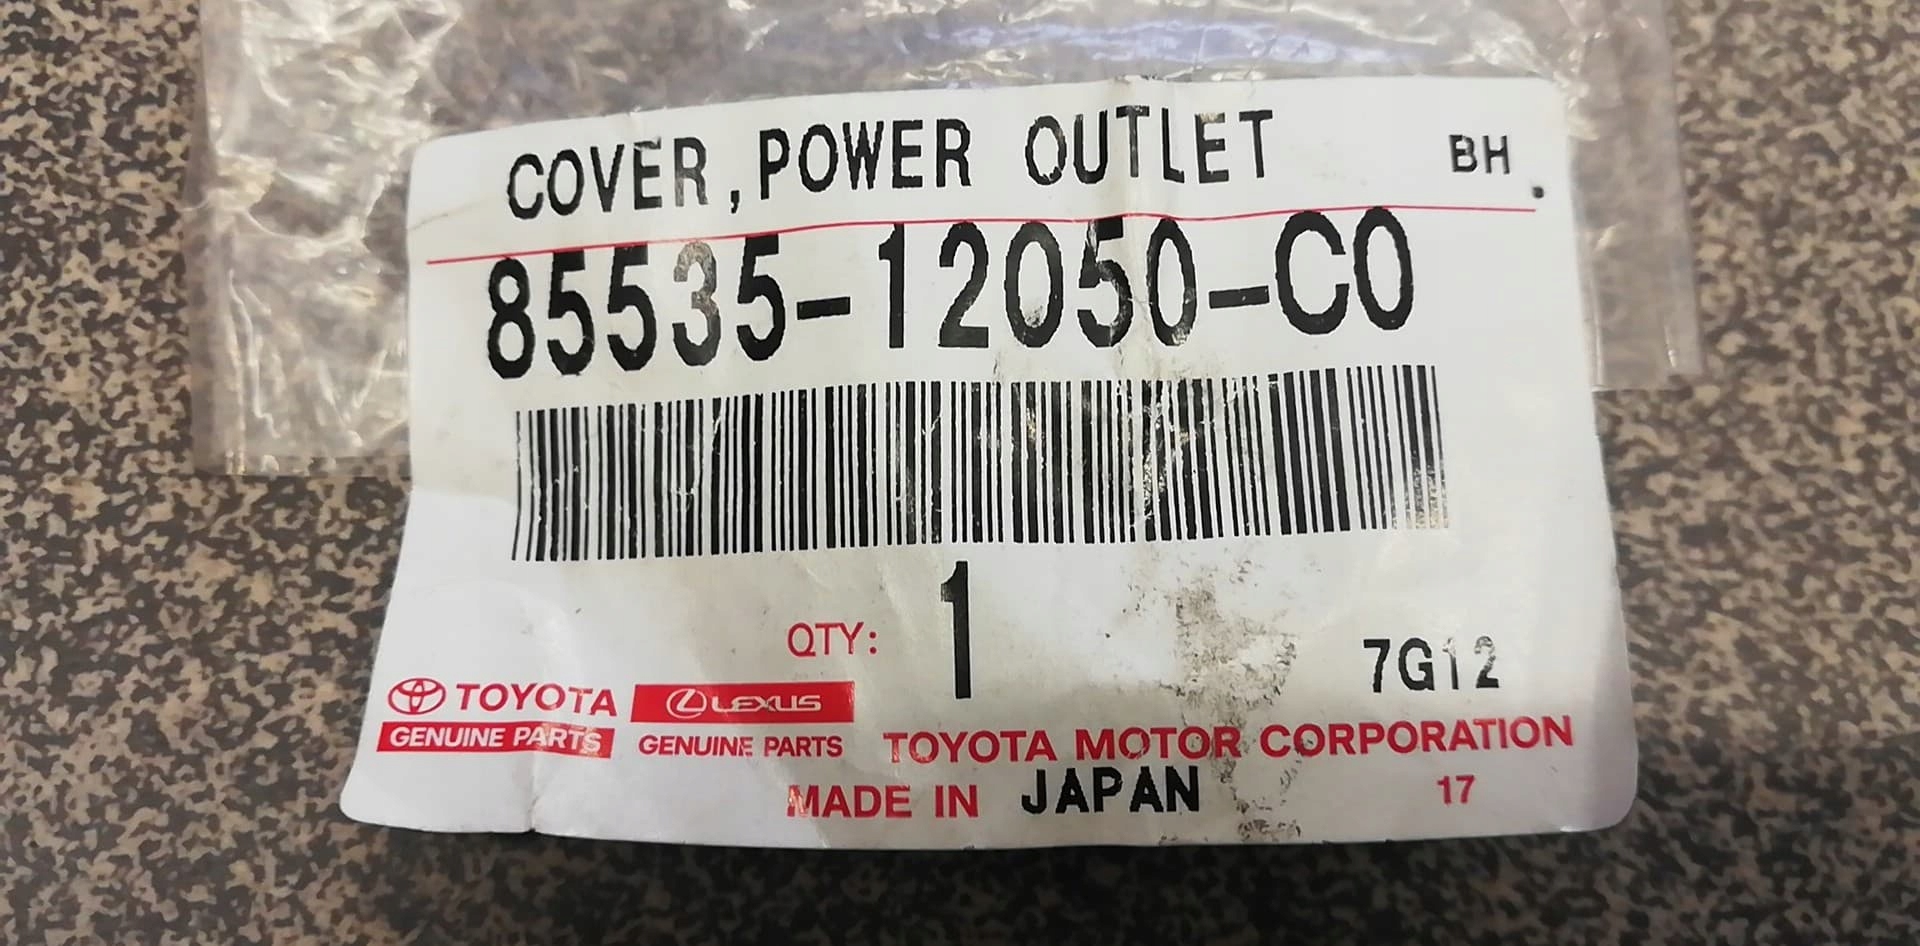 COVER,POWER OUTLET BH
85535-12050-C0
QTY: 1
7G12
TOYOTA LEXUS
GENUINE PARTS GENUINE PARTS TOYOTA MOTOR CORPORATION
MADE IN JAPAN 17